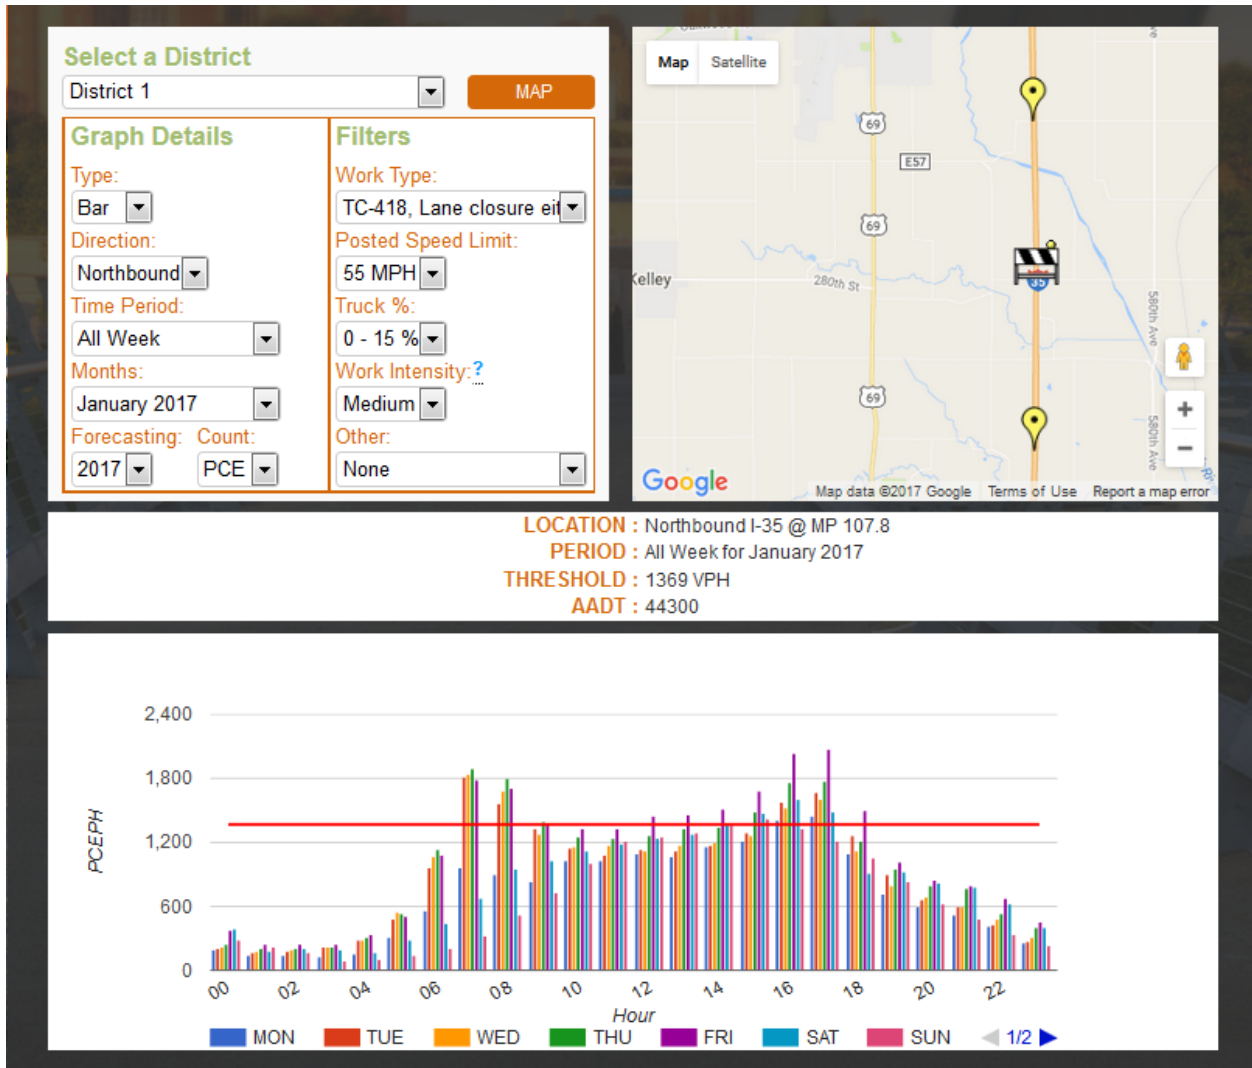 Select a District
District 1
MAP
Graph Details
Type:
Bar
Direction:
Northbound
Time Period:
All Week
Months:
January 2017
Forecasting: Count:
2017 PCE
Filters
Work Type:
TC-418, Lane closure eit
Posted Speed Limit:
55 MPH
Truck %:
0 - 15 %
Work Intensity:?
Medium
Other:
None
Map Satellite
69
E57
69
Kelley
280th St
35
580th Ave
69
580th Ave
+
−
Google
Map data ©2017 Google Terms of Use Report a map error
LOCATION : Northbound I-35 @ MP 107.8
PERIOD : All Week for January 2017
THRESHOLD : 1369 VPH
AADT : 44300
2,400
1,800
1,200
600
0
PCEPH
00 02 04 06 08 10 12 14 16 18 20 22
Hour
MON TUE WED THU FRI SAT SUN 1/2